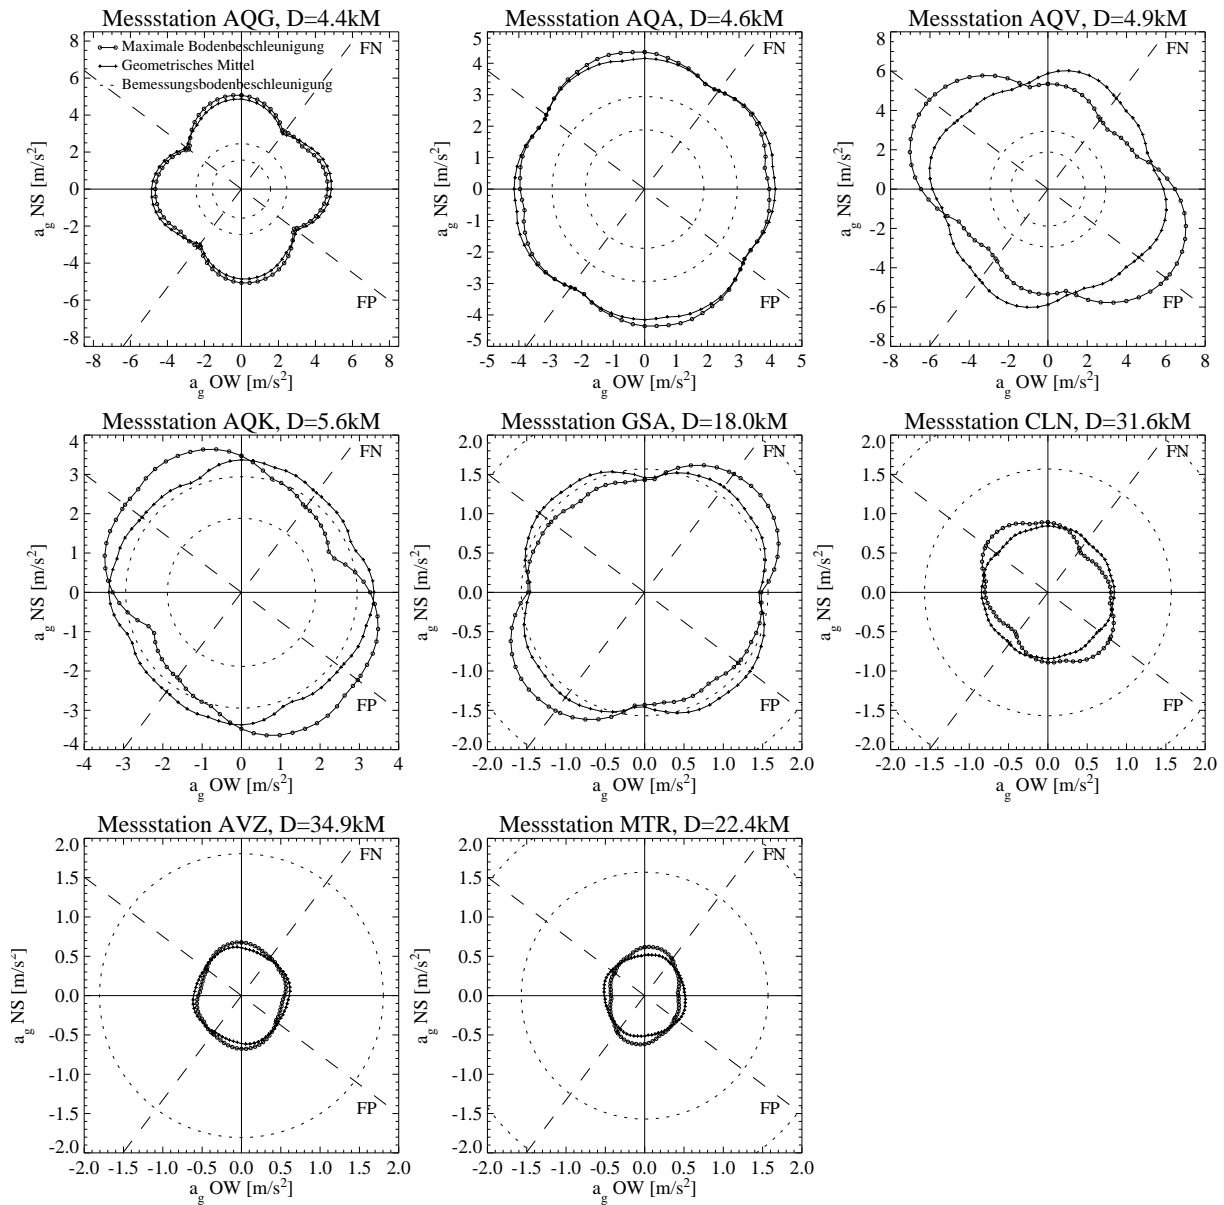 Messstation AQG, D=4.4kM
Maximale Bodenbeschleunigung
Geometrisches Mittel
Bemessungsbodenbeschleunigung
FN
FP
8
6
4
2
0
-2
-4
-6
-8
a_g NS [m/s²]
-8 -6 -4 -2 0 2 4 6 8
a_g OW [m/s²]
Messstation AQA, D=4.6kM
FN
FP
5
4
3
2
1
0
-1
-2
-3
-4
-5
a_g NS [m/s²]
-5 -4 -3 -2 -1 0 1 2 3 4 5
a_g OW [m/s²]
Messstation AQV, D=4.9kM
FN
FP
8
6
4
2
0
-2
-4
-6
-8
a_g NS [m/s²]
-8 -6 -4 -2 0 2 4 6 8
a_g OW [m/s²]
Messstation AQK, D=5.6kM
FN
FP
4
3
2
1
0
-1
-2
-3
-4
a_g NS [m/s²]
-4 -3 -2 -1 0 1 2 3 4
a_g OW [m/s²]
Messstation GSA, D=18.0kM
FN
FP
2.0
1.5
1.0
0.5
0.0
-0.5
-1.0
-1.5
-2.0
a_g NS [m/s²]
-2.0 -1.5 -1.0 -0.5 0.0 0.5 1.0 1.5 2.0
a_g OW [m/s²]
Messstation CLN, D=31.6kM
FN
FP
2.0
1.5
1.0
0.5
0.0
-0.5
-1.0
-1.5
-2.0
a_g NS [m/s²]
-2.0 -1.5 -1.0 -0.5 0.0 0.5 1.0 1.5 2.0
a_g OW [m/s²]
Messstation AVZ, D=34.9kM
FN
FP
2.0
1.5
1.0
0.5
0.0
-0.5
-1.0
-1.5
-2.0
a_g NS [m/s²]
-2.0 -1.5 -1.0 -0.5 0.0 0.5 1.0 1.5 2.0
a_g OW [m/s²]
Messstation MTR, D=22.4kM
FN
FP
2.0
1.5
1.0
0.5
0.0
-0.5
-1.0
-1.5
-2.0
a_g NS [m/s²]
-2.0 -1.5 -1.0 -0.5 0.0 0.5 1.0 1.5 2.0
a_g OW [m/s²]